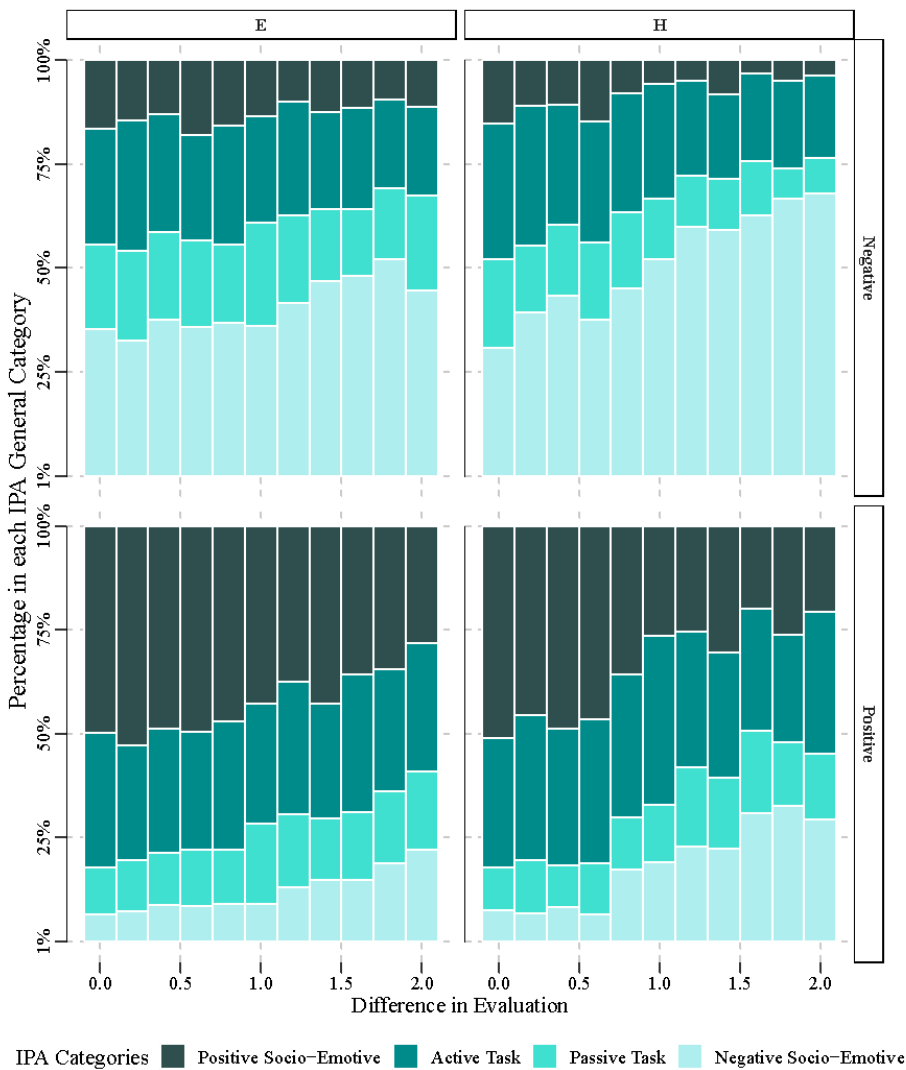 E
H
100%
75%
50%
25%
1%
Negative
Percentage in each IPA General Category
100%
75%
50%
25%
1%
Positive
0.0 0.5 1.0 1.5 2.0
0.0 0.5 1.0 1.5 2.0
Difference in Evaluation
IPA Categories Positive Socio-Emotive Active Task Passive Task Negative Socio-Emotive